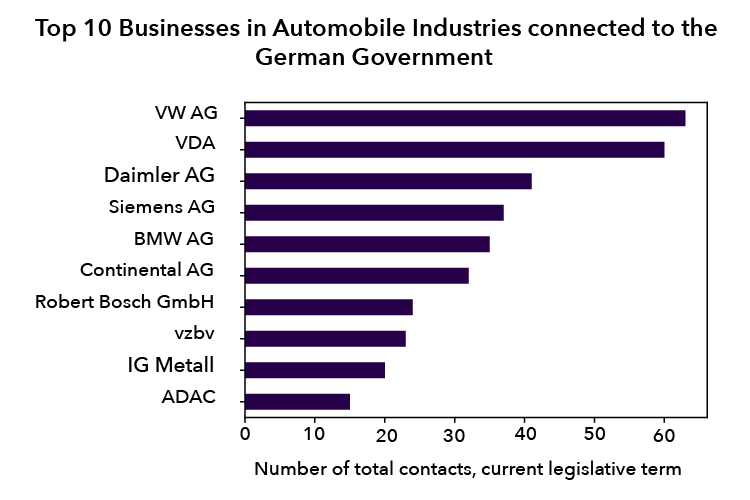 Top 10 Businesses in Automobile Industries connected to the
German Government
VW AG
VDA
Daimler AG
Siemens AG
BMW AG
Continental AG
Robert Bosch GmbH
vzbv
IG Metall
ADAC
0 10 20 30 40 50 60
Number of total contacts, current legislative term